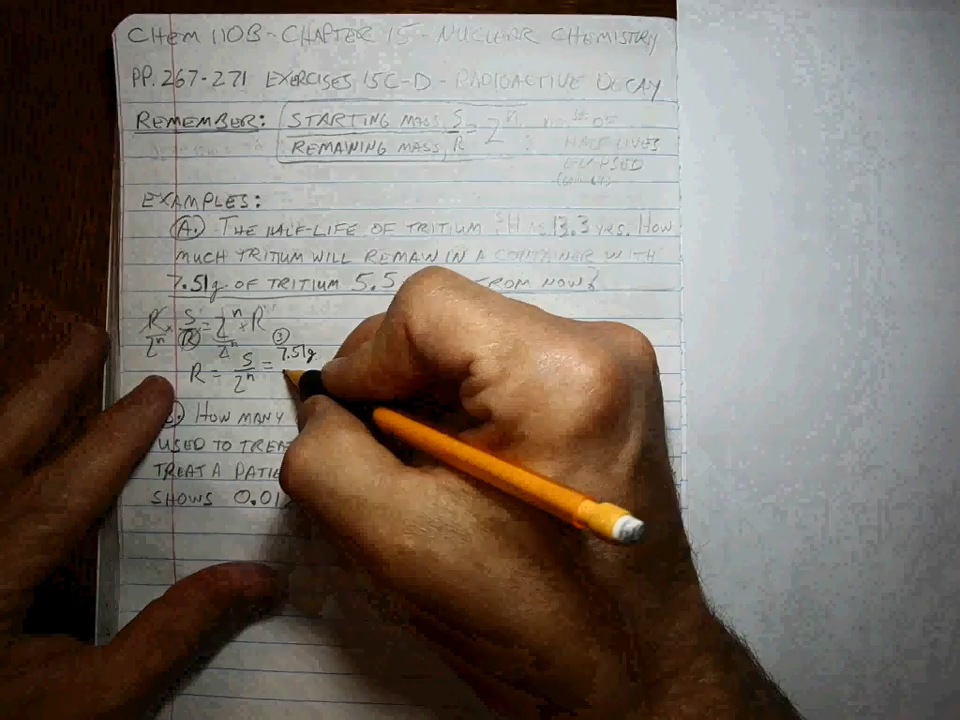 CHEM 110B - CHAPTER 15 - NUCLEAR CHEMISTRY
PP. 267-271 EXERCISES 15C-D - RADIOACTIVE DECAY
REMEMBER: STARTING MASS, S = 2^n
REMAINING MASS, R HALF-LIVES
ELAPSED
EXAMPLES:
A. THE HALF-LIFE OF TRITIUM H IS 13.3 YRS. HOW
MUCH TRITIUM WILL REMAIN IN A CONTAINER WITH
7.51g OF TRITIUM 5.5 FROM NOW?
R/2^n × S/R = 2^n/2^n × R
R = S/2^n = 7.51g
③
HOW MANY
USED TO TREAT
TREAT A PATIE
SHOWS 0.01